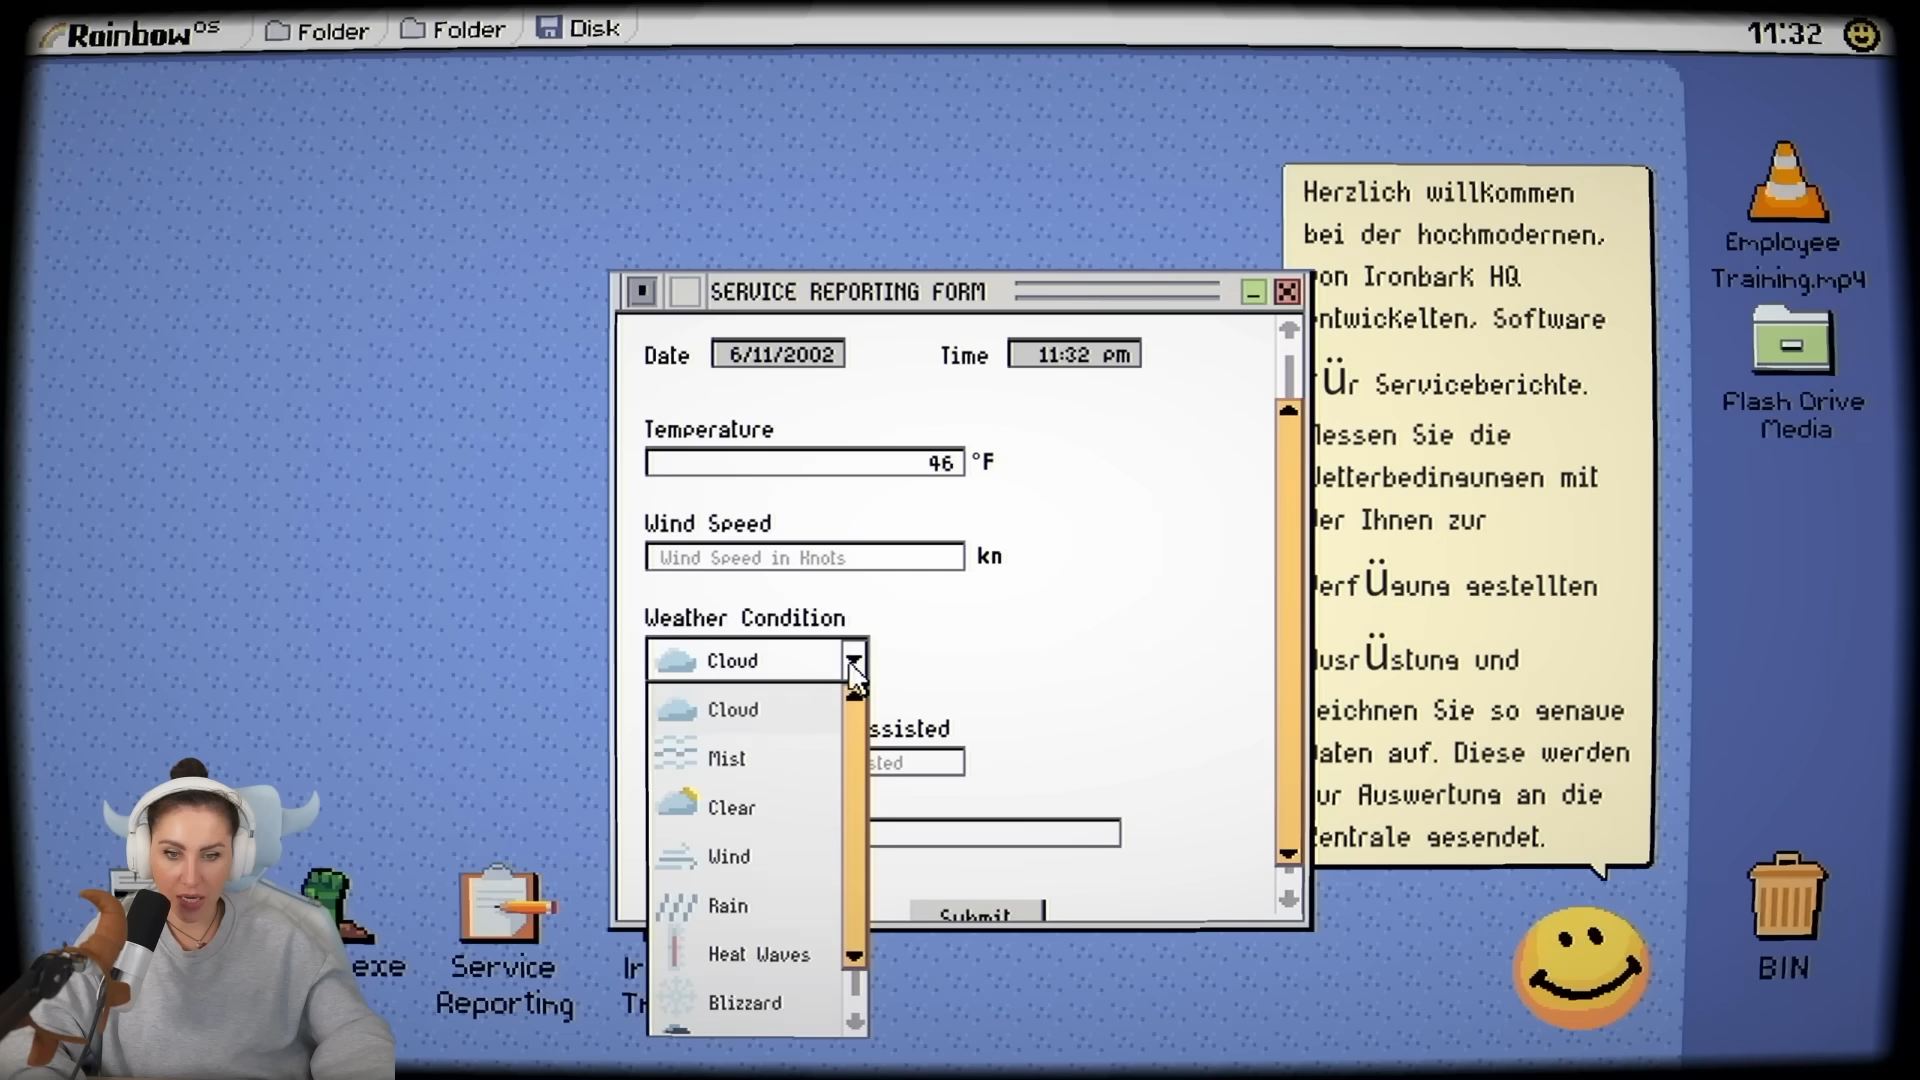 RainbowOS
Folder
Folder
Disk
11:32
SERVICE REPORTING FORM
Date 6/11/2002 Time 11:32 pm
Temperature
46 °F
Wind Speed
Wind Speed in Knots kn
Weather Condition
Cloud
Cloud
Mist
Clear
Wind
Rain
Heat Waves
Blizzard
ssisted
sted
Submit
Herzlich willkommen
bei der hochmodernen,
on Ironbark HQ
ntwickelten, Software
Ür Serviceberichte.
essen Sie die
etterbedingungen mit
er Ihnen zur
erfÜgung gestellten
usrÜstung und
eichnen Sie so genaue
aten auf. Diese werden
ur Auswertung an die
entrale gesendet.
Employee
Training.mp4
Flash Drive
Media
BIN
exe
Service
Reporting
Ir
Tr